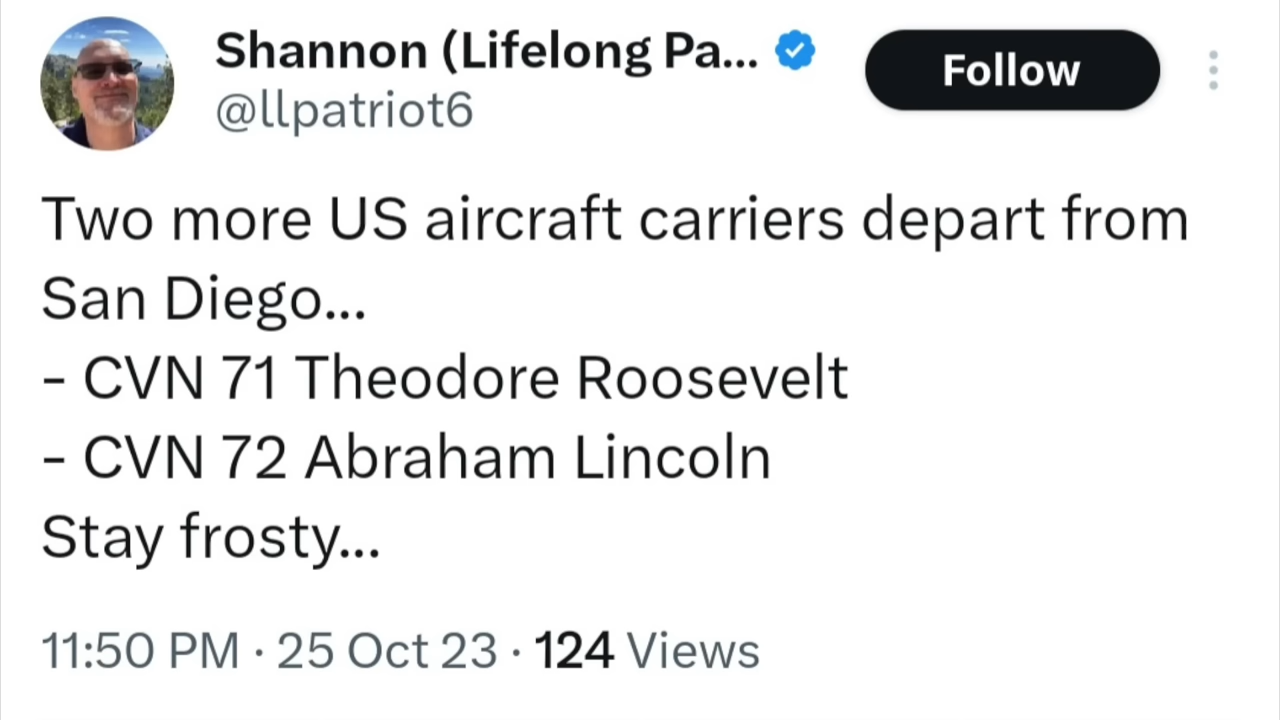 Shannon (Lifelong Pa...
Follow
@llpatriot6
Two more US aircraft carriers depart from
San Diego...
- CVN 71 Theodore Roosevelt
- CVN 72 Abraham Lincoln
Stay frosty...
11:50 PM · 25 Oct 23 · 124 Views